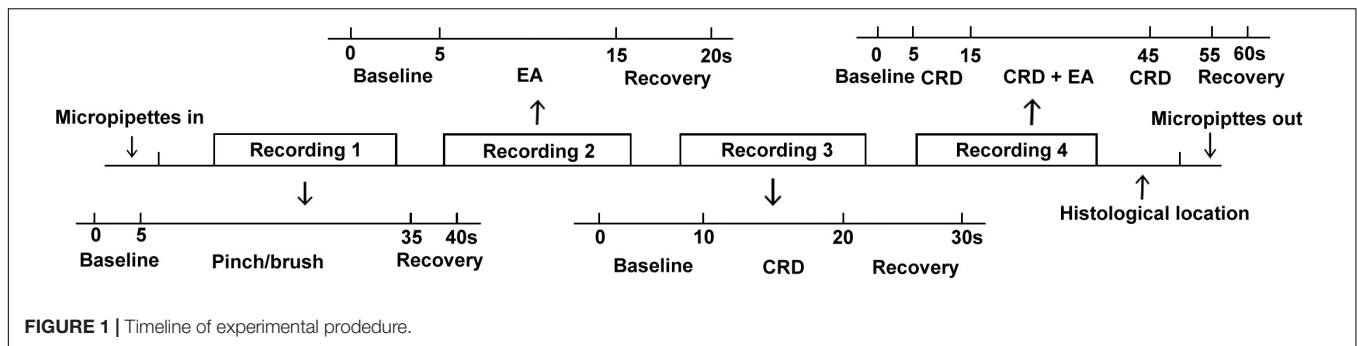 0 5 15 20s
Baseline EA Recovery
0 5 15 45 55 60s
Baseline CRD CRD + EA CRD Recovery
Micropipettes in
Micropipttes out
Recording 1 Recording 2 Recording 3 Recording 4
Histological location
0 5 35 40s
Baseline Pinch/brush Recovery
0 10 20 30s
Baseline CRD Recovery
FIGURE 1 | Timeline of experimental prodedure.